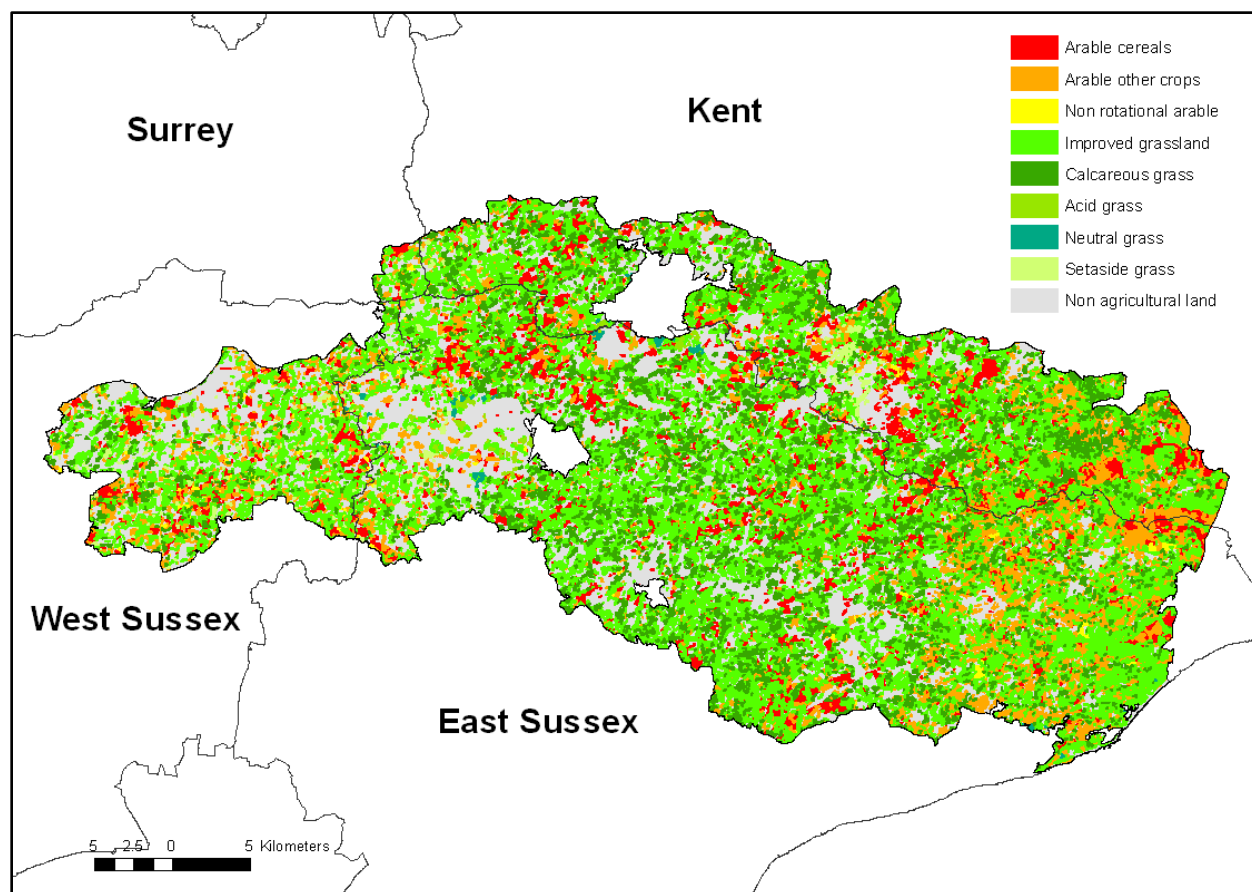 Surrey
Kent
West Sussex
East Sussex
Arable cereals
Arable other crops
Non rotational arable
Improved grassland
Calcareous grass
Acid grass
Neutral grass
Setaside grass
Non agricultural land
5 2.5 0 5 Kilometers